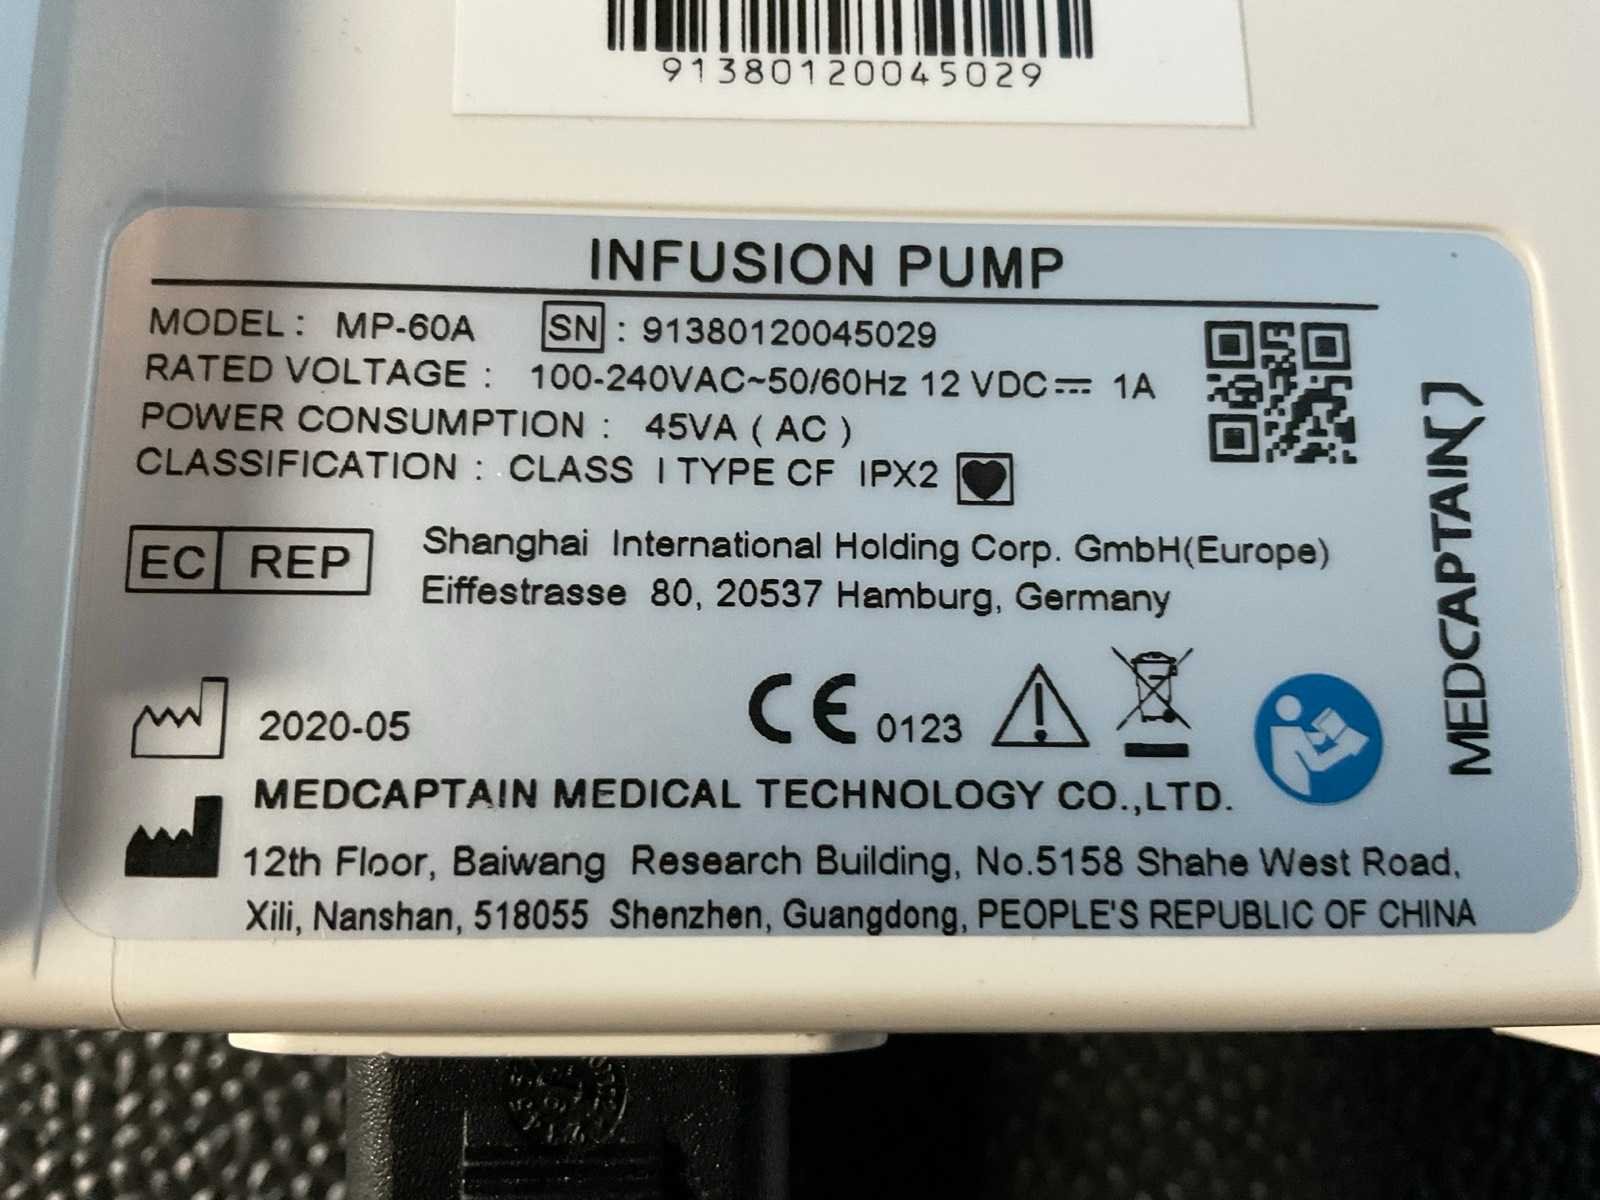 91380120045029
INFUSION PUMP
MODEL : MP-60A SN : 91380120045029
RATED VOLTAGE : 100-240VAC~50/60Hz 12 VDC⎓ 1A
POWER CONSUMPTION : 45VA ( AC )
CLASSIFICATION : CLASS I TYPE CF IPX2
EC REP
Shanghai International Holding Corp. GmbH(Europe)
Eiffestrasse 80, 20537 Hamburg, Germany
2020-05
CE 0123
MEDCAPTAIN MEDICAL TECHNOLOGY CO.,LTD.
12th Floor, Baiwang Research Building, No.5158 Shahe West Road,
Xili, Nanshan, 518055 Shenzhen, Guangdong, PEOPLE'S REPUBLIC OF CHINA
MEDCAPTAIN